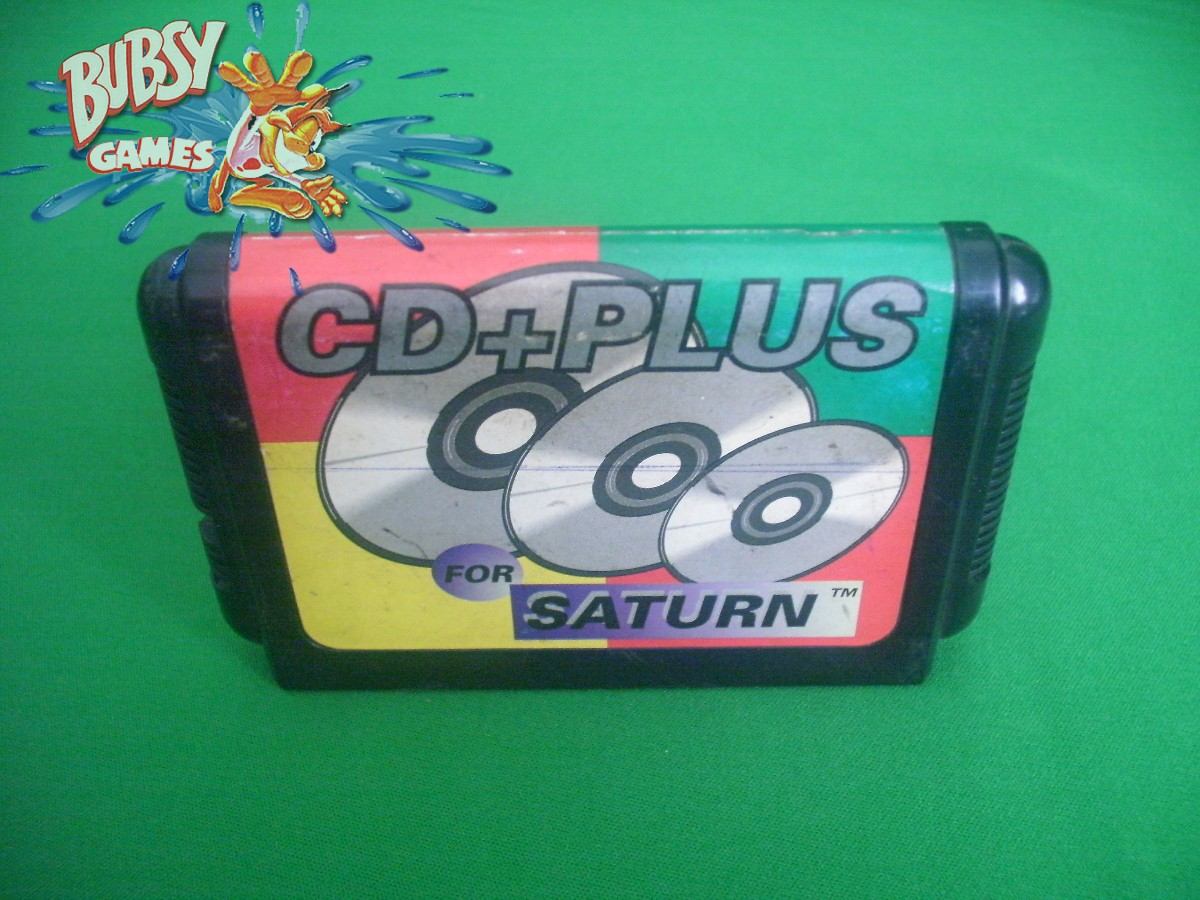 BUBSY
GAMES
CD+PLUS
FOR
SATURN™